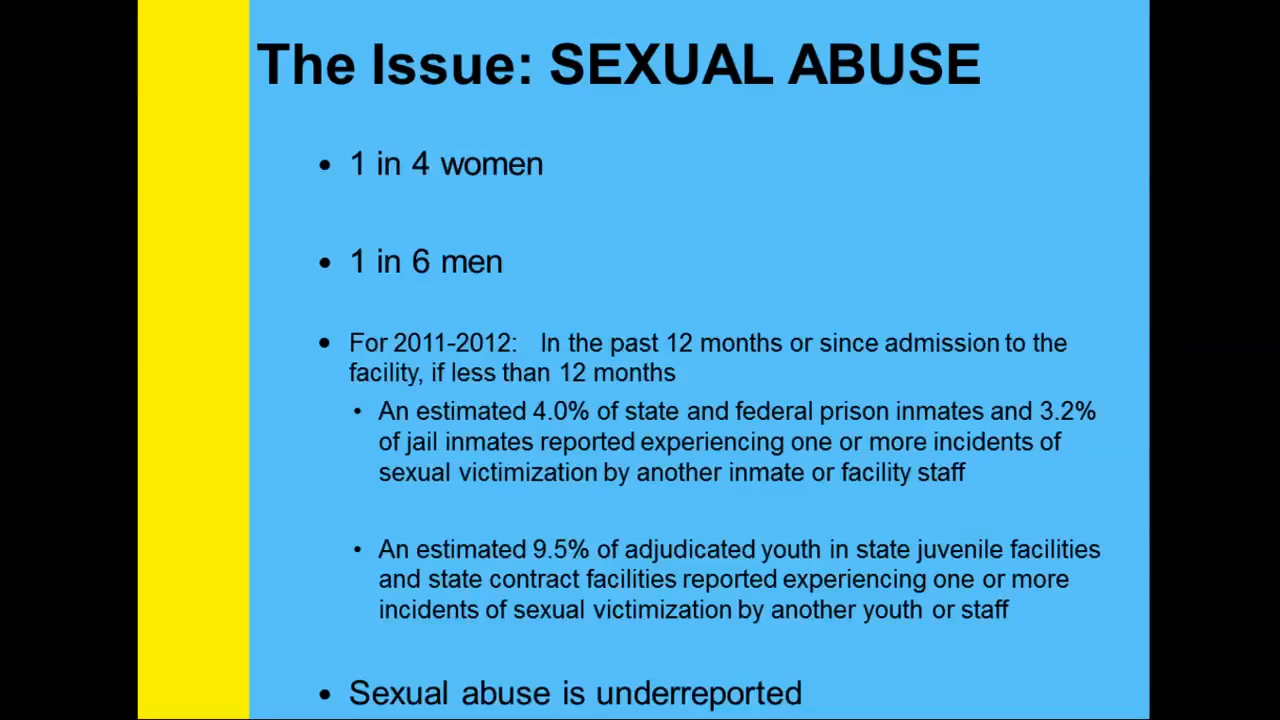 The Issue: SEXUAL ABUSE
• 1 in 4 women
• 1 in 6 men
• For 2011-2012: In the past 12 months or since admission to the
facility, if less than 12 months
• An estimated 4.0% of state and federal prison inmates and 3.2%
of jail inmates reported experiencing one or more incidents of
sexual victimization by another inmate or facility staff
• An estimated 9.5% of adjudicated youth in state juvenile facilities
and state contract facilities reported experiencing one or more
incidents of sexual victimization by another youth or staff
• Sexual abuse is underreported